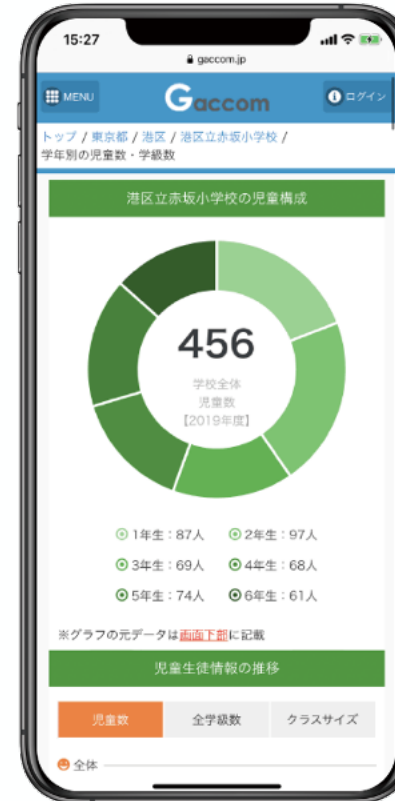 15:27
gaccom.jp
MENU
Gaccom
ログイン
トップ / 東京都 / 港区 / 港区立赤坂小学校 /
学年別の児童数・学級数
港区立赤坂小学校の児童構成
456
学校全体
児童数
【2019年度】
1年生：87人 2年生：97人
3年生：69人 4年生：68人
5年生：74人 6年生：61人
※グラフの元データは画面下部に記載
児童生徒情報の推移
児童数 全学級数 クラスサイズ
全体